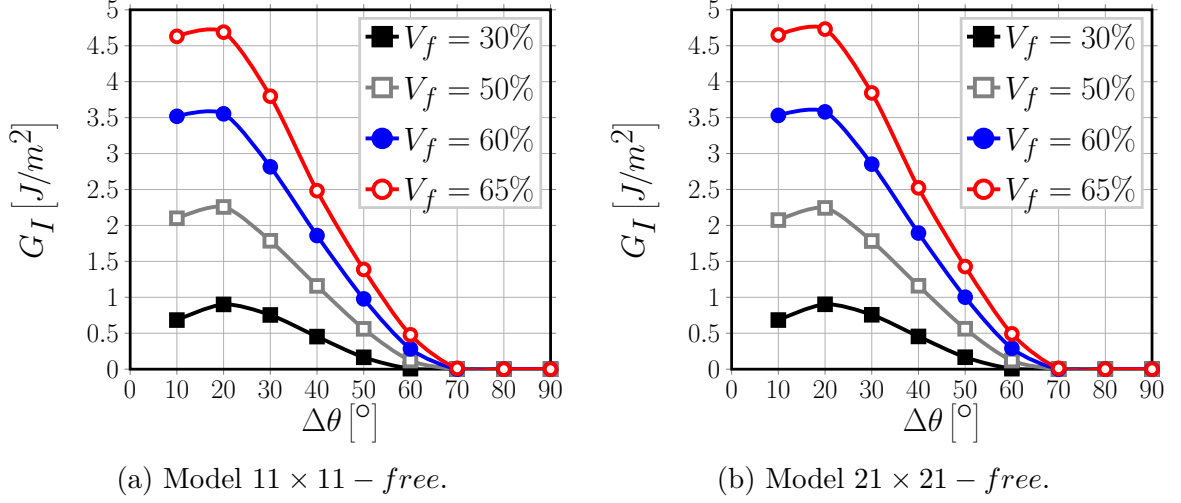 5
4.5
4
3.5
3
2.5
2
1.5
1
0.5
0
0 10 20 30 40 50 60 70 80 90
G_I [J/m^2]
Δθ [°]
V_f = 30%
V_f = 50%
V_f = 60%
V_f = 65%
(a) Model 11 × 11 − free.
5
4.5
4
3.5
3
2.5
2
1.5
1
0.5
0
0 10 20 30 40 50 60 70 80 90
G_I [J/m^2]
Δθ [°]
V_f = 30%
V_f = 50%
V_f = 60%
V_f = 65%
(b) Model 21 × 21 − free.